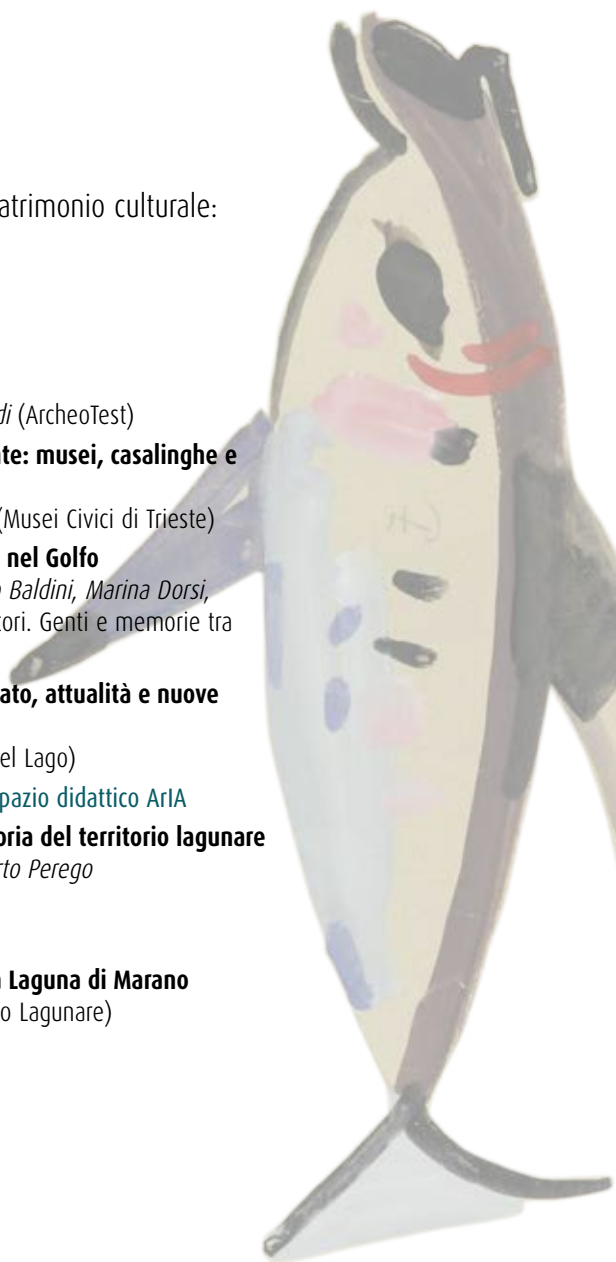 atrimonio culturale:
di (ArcheoTest)
te: musei, casalinghe e
(Musei Civici di Trieste)
nel Golfo
Baldini, Marina Dorsi,
tori. Genti e memorie tra
ato, attualità e nuove
el Lago)
pazio didattico ArIA
oria del territorio lagunare
rto Perego
Laguna di Marano
o Lagunare)